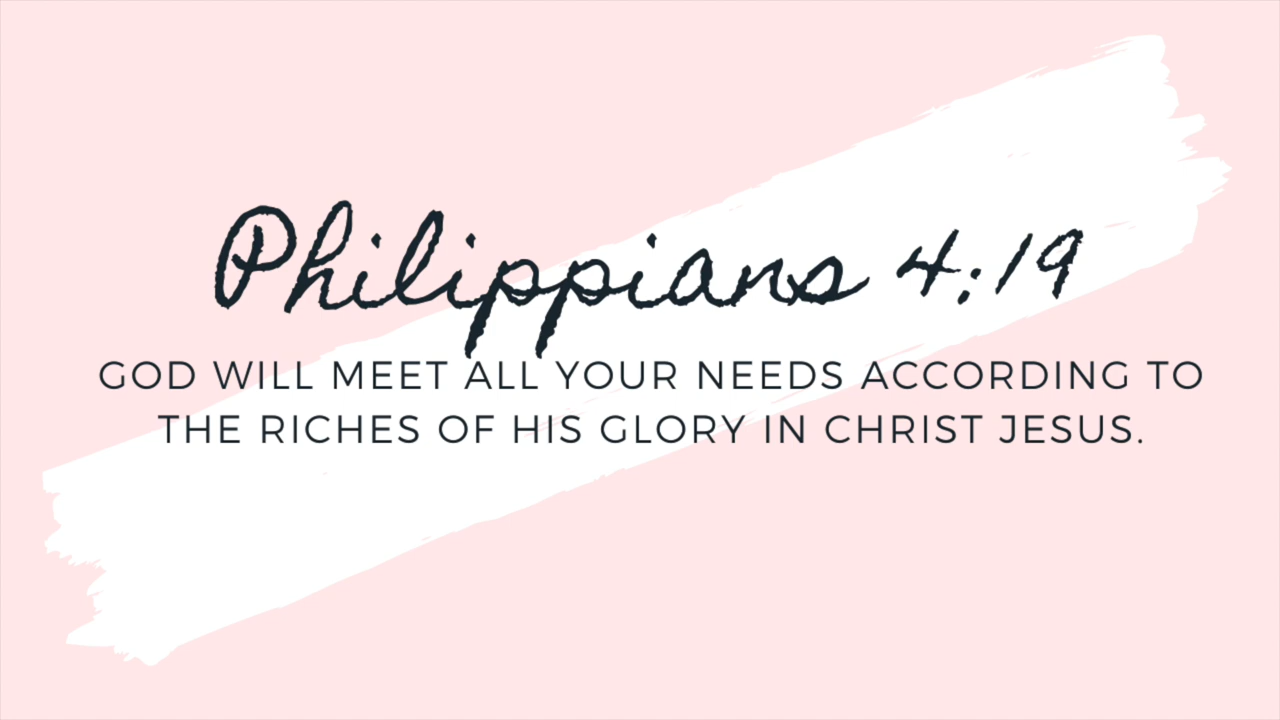 Philippians 4:19
GOD WILL MEET ALL YOUR NEEDS ACCORDING TO
THE RICHES OF HIS GLORY IN CHRIST JESUS.